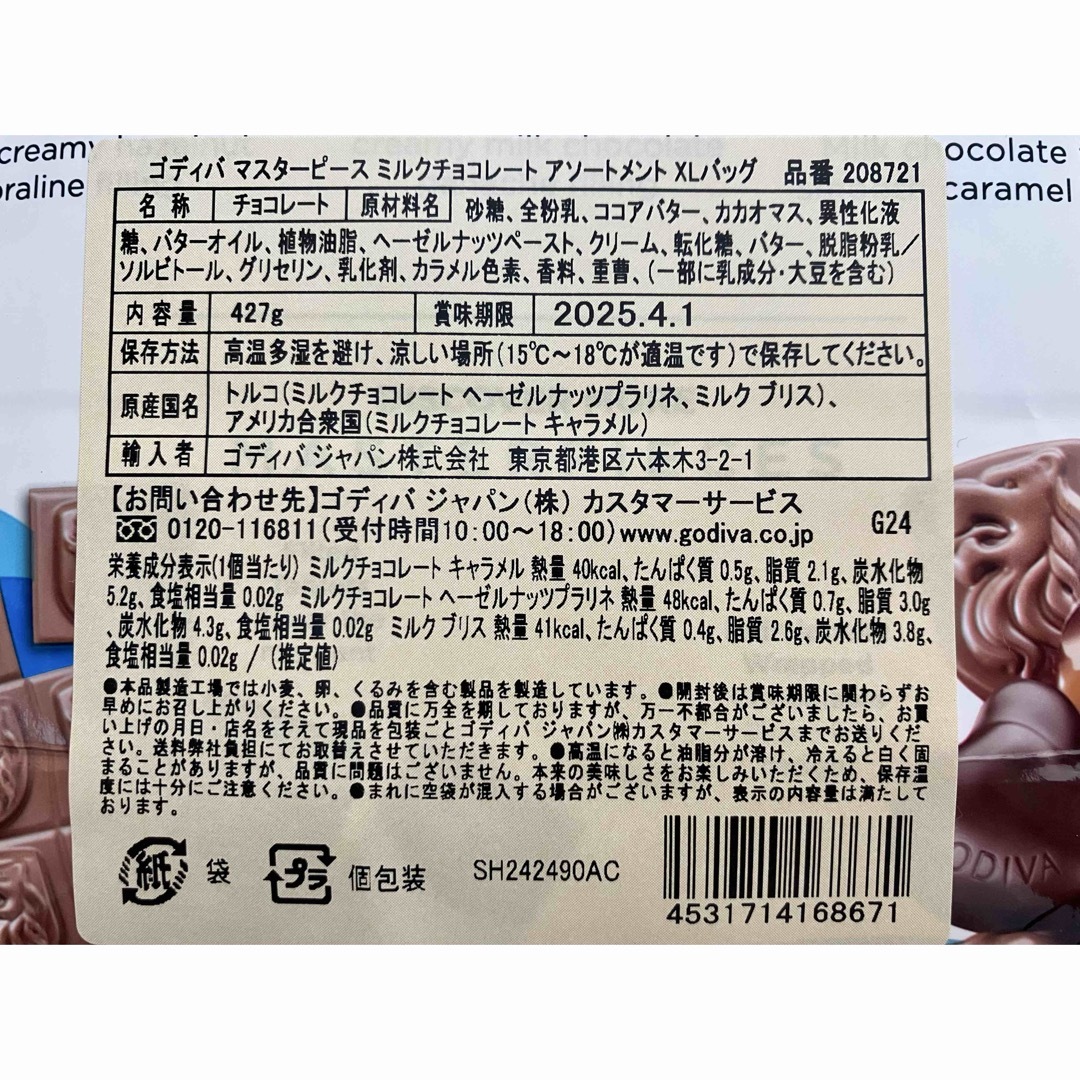 creamy hazelnut
praline filling
creamy milk chocolate
Milk chocolate
caramel
ゴディバ マスターピース ミルクチョコレート アソートメント XLバッグ 品番 208721
名称 チョコレート 原材料名 砂糖、全粉乳、ココアバター、カカオマス、異性化液
糖、バターオイル、植物油脂、ヘーゼルナッツペースト、クリーム、転化糖、バター、脱脂粉乳／
ソルビトール、グリセリン、乳化剤、カラメル色素、香料、重曹、(一部に乳成分・大豆を含む)
内容量 427g 賞味期限 2025.4.1
保存方法 高温多湿を避け、涼しい場所(15℃～18℃が適温です)で保存してください。
原産国名 トルコ(ミルクチョコレート ヘーゼルナッツプラリネ、ミルク ブリス)、
アメリカ合衆国(ミルクチョコレート キャラメル)
輸入者 ゴディバ ジャパン株式会社 東京都港区六本木3-2-1
【お問い合わせ先】ゴディバ ジャパン(株) カスタマーサービス
0120-116811(受付時間10:00～18:00)www.godiva.co.jp G24
栄養成分表示(1個当たり) ミルクチョコレート キャラメル 熱量 40kcal、たんぱく質 0.5g、脂質 2.1g、炭水化物
5.2g、食塩相当量 0.02g ミルクチョコレート ヘーゼルナッツプラリネ 熱量 48kcal、たんぱく質 0.7g、脂質 3.0g
、炭水化物 4.3g、食塩相当量 0.02g ミルク ブリス 熱量 41kcal、たんぱく質 0.4g、脂質 2.6g、炭水化物 3.8g、
食塩相当量 0.02g / (推定値)
●本品製造工場では小麦、卵、くるみを含む製品を製造しています。●開封後は賞味期限に関わらずお
早めにお召し上がりください。●品質に万全を期しておりますが、万一不都合がございましたら、お買
い上げの月日・店名をそえて現品を包装ごとゴディバ ジャパン㈱カスタマーサービスまでお送りくだ
さい。送料弊社負担にてお取替えさせていただきます。●高温になると油脂分が溶け、冷えると白く固
まることがありますが、品質に問題はございません。本来の美味しさをお楽しみいただくため、保存温
度には十分にご注意ください。●まれに空袋が混入する場合がございますが、表示の内容量は満たして
おります。
紙 袋 プラ 個包装 SH242490AC
4531714168671
Wrapped
GODIVA